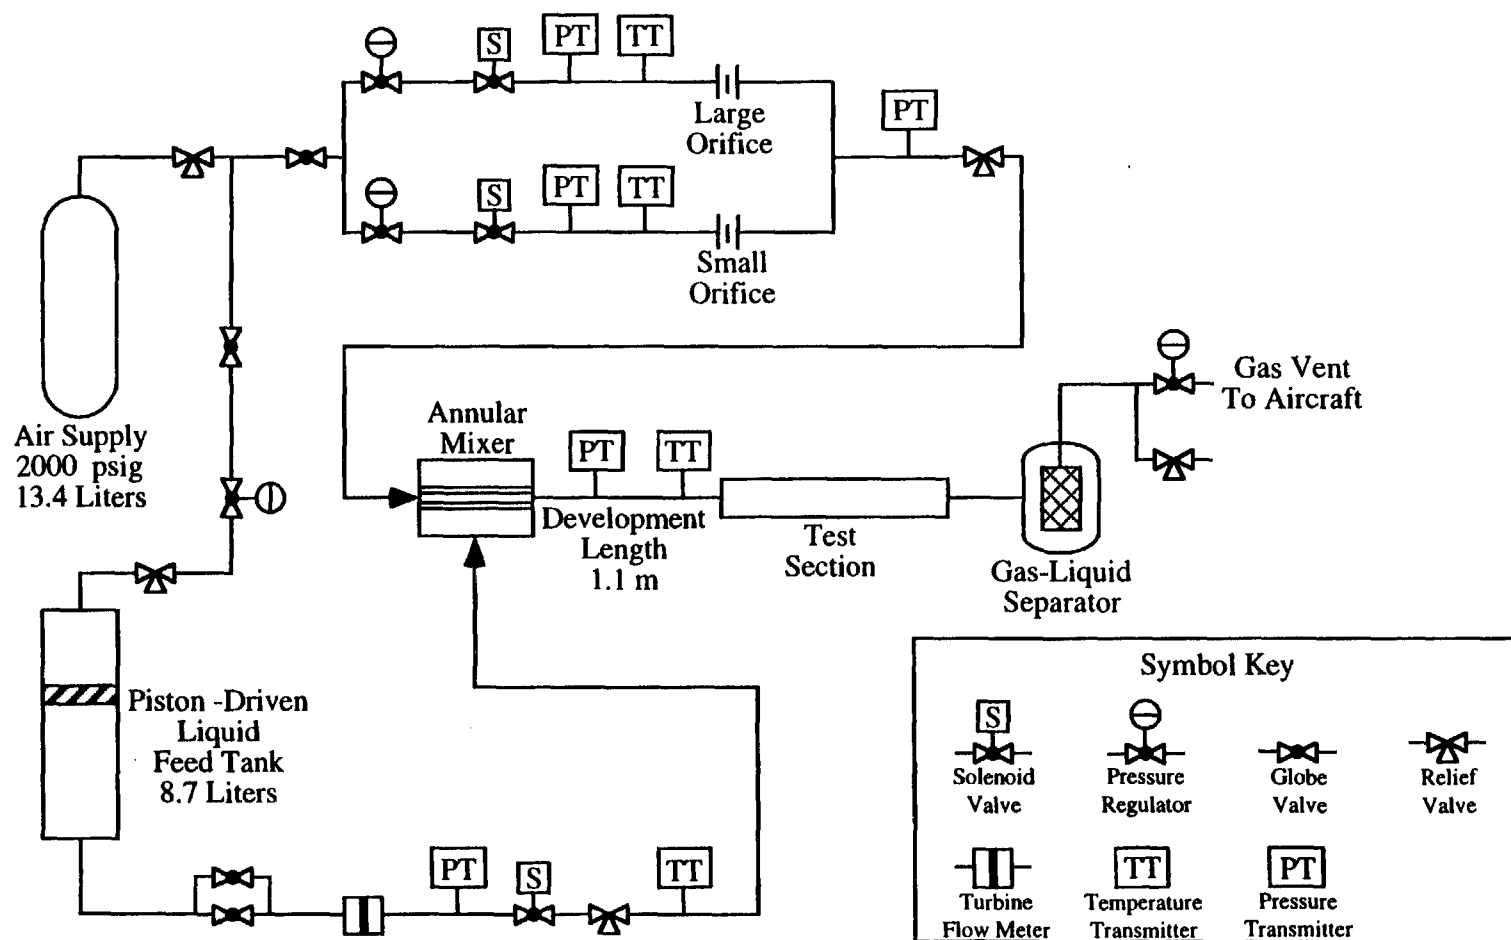 S
PT
TT
Large
Orifice
PT
S
PT
TT
Small
Orifice
Air Supply
2000 psig
13.4 Liters
Gas Vent
To Aircraft
Annular
Mixer
PT
TT
Development
Length
1.1 m
Test
Section
Gas-Liquid
Separator
Piston -Driven
Liquid
Feed Tank
8.7 Liters
PT
S
TT
Symbol Key
S
Solenoid
Valve
Pressure
Regulator
Globe
Valve
Relief
Valve
Turbine
Flow Meter
TT
Temperature
Transmitter
PT
Pressure
Transmitter